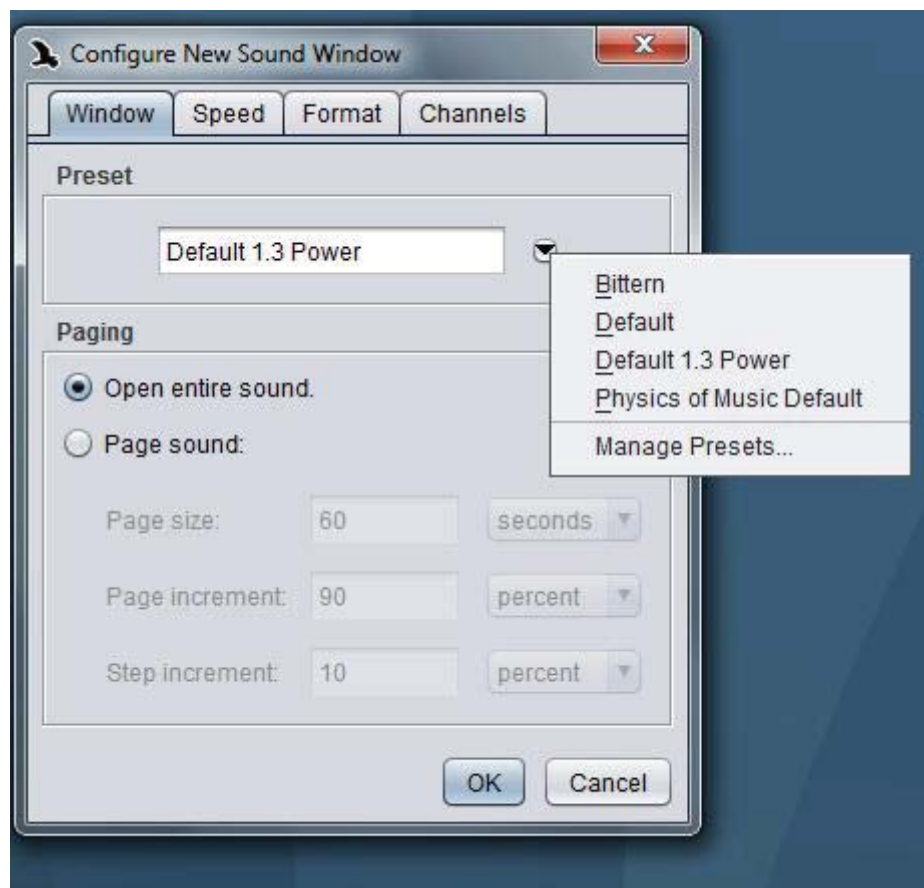 Configure New Sound Window
Window Speed Format Channels
Preset
Default 1.3 Power
Bittern
Default
Default 1.3 Power
Physics of Music Default
Manage Presets...
Paging
Open entire sound.
Page sound:
Page size: 60 seconds
Page increment: 90 percent
Step increment: 10 percent
OK Cancel